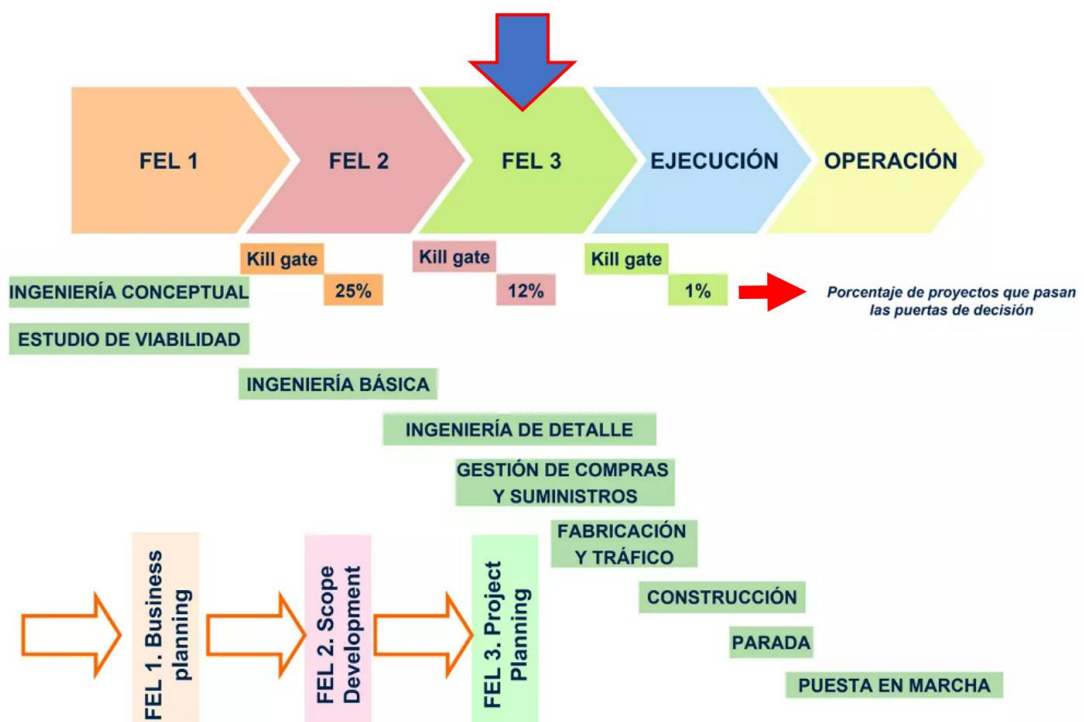 FEL 1
FEL 2
FEL 3
EJECUCIÓN
OPERACIÓN
Kill gate
25%
Kill gate
12%
Kill gate
1%
Porcentaje de proyectos que pasan
las puertas de decisión
INGENIERÍA CONCEPTUAL
ESTUDIO DE VIABILIDAD
INGENIERÍA BÁSICA
INGENIERÍA DE DETALLE
GESTIÓN DE COMPRAS
Y SUMINISTROS
FABRICACIÓN
Y TRÁFICO
CONSTRUCCIÓN
PARADA
PUESTA EN MARCHA
FEL 1. Business
planning
FEL 2. Scope
Development
FEL 3. Project
Planning